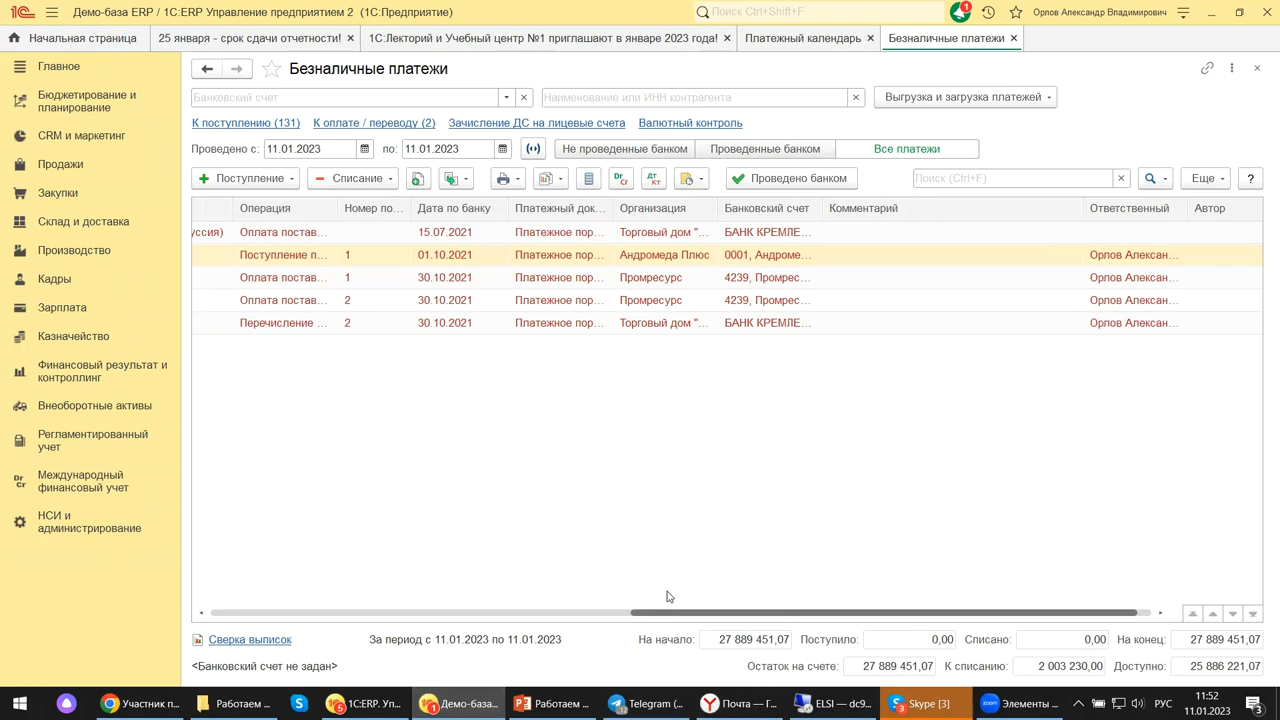 Демо-база ERP / 1С:ERP Управление предприятием 2 (1С:Предприятие)
Поиск Ctrl+Shift+F
1
Орлов Александр Владимирович
Начальная страница
25 января - срок сдачи отчетности!
1С:Лекторий и Учебный центр №1 приглашают в январе 2023 года!
Платежный календарь
Безналичные платежи
Главное
Бюджетирование и
планирование
CRM и маркетинг
Продажи
Закупки
Склад и доставка
Производство
Кадры
Зарплата
Казначейство
Финансовый результат и
контроллинг
Внеоборотные активы
Регламентированный
учет
Международный
финансовый учет
НСИ и
администрирование
Безналичные платежи
Банковский счет
Наименование или ИНН контрагента
Выгрузка и загрузка платежей
К поступлению (131) К оплате / переводу (2) Зачисление ДС на лицевые счета Валютный контроль
Проведено с: 11.01.2023 по: 11.01.2023 Не проведенные банком Проведенные банком Все платежи
Поступление Списание Dr Cr Дт Кт Проведено банком Поиск (Ctrl+F) Еще ?
Операция Номер по... Дата по банку Платежный док... Организация Банковский счет Комментарий Ответственный Автор
уссия) Оплата постав... 15.07.2021 Платежное пор... Торговый дом "... БАНК КРЕМЛЕ...
Поступление п... 1 01.10.2021 Платежное пор... Андромеда Плюс 0001, Андроме... Орлов Алексан...
Оплата постав... 1 30.10.2021 Платежное пор... Промресурс 4239, Промрес... Орлов Алексан...
Оплата постав... 2 30.10.2021 Платежное пор... Промресурс 4239, Промрес... Орлов Алексан...
Перечисление ... 2 30.10.2021 Платежное пор... Торговый дом "... БАНК КРЕМЛЕ... Орлов Алексан...
Сверка выписок За период с 11.01.2023 по 11.01.2023 На начало: 27 889 451,07 Поступило: 0,00 Списано: 0,00 На конец: 27 889 451,07
<Банковский счет не задан> Остаток на счете: 27 889 451,07 К списанию: 2 003 230,00 Доступно: 25 886 221,07
Участник п... Работаем ... 1С:ERP. Уп... Демо-база... Работаем ... Telegram (... Почта — Г... ELSI — dc9... Skype [3] Элементы ... РУС 11:52
11.01.2023